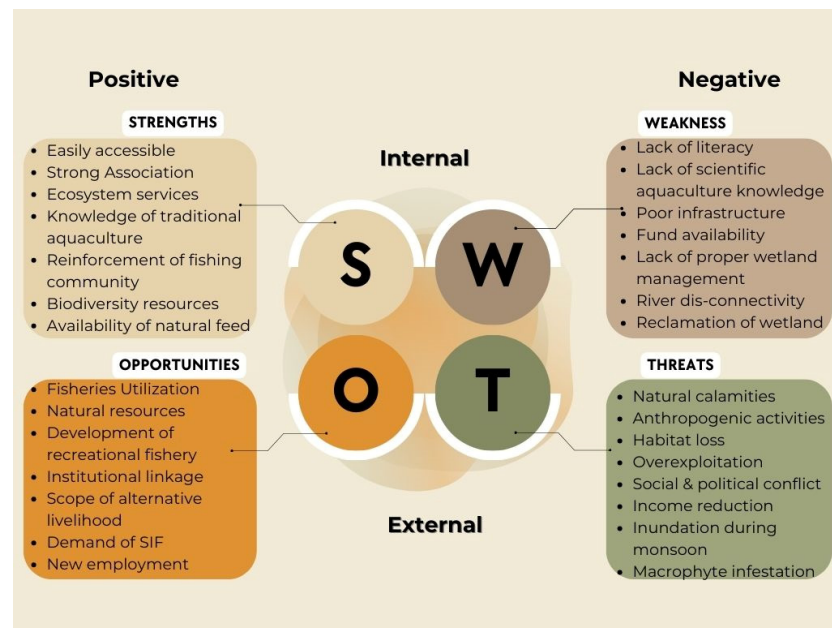 Positive
Negative
STRENGTHS
• Easily accessible
• Strong Association
• Ecosystem services
• Knowledge of traditional
aquaculture
• Reinforcement of fishing
community
• Biodiversity resources
• Availability of natural feed
Internal
WEAKNESS
• Lack of literacy
• Lack of scientific
aquaculture knowledge
• Poor infrastructure
• Fund availability
• Lack of proper wetland
management
• River dis-connectivity
• Reclamation of wetland
S
W
O
T
OPPORTUNITIES
• Fisheries Utilization
• Natural resources
• Development of
recreational fishery
• Institutional linkage
• Scope of alternative
livelihood
• Demand of SIF
• New employment
External
THREATS
• Natural calamities
• Anthropogenic activities
• Habitat loss
• Overexploitation
• Social & political conflict
• Income reduction
• Inundation during
monsoon
• Macrophyte infestation